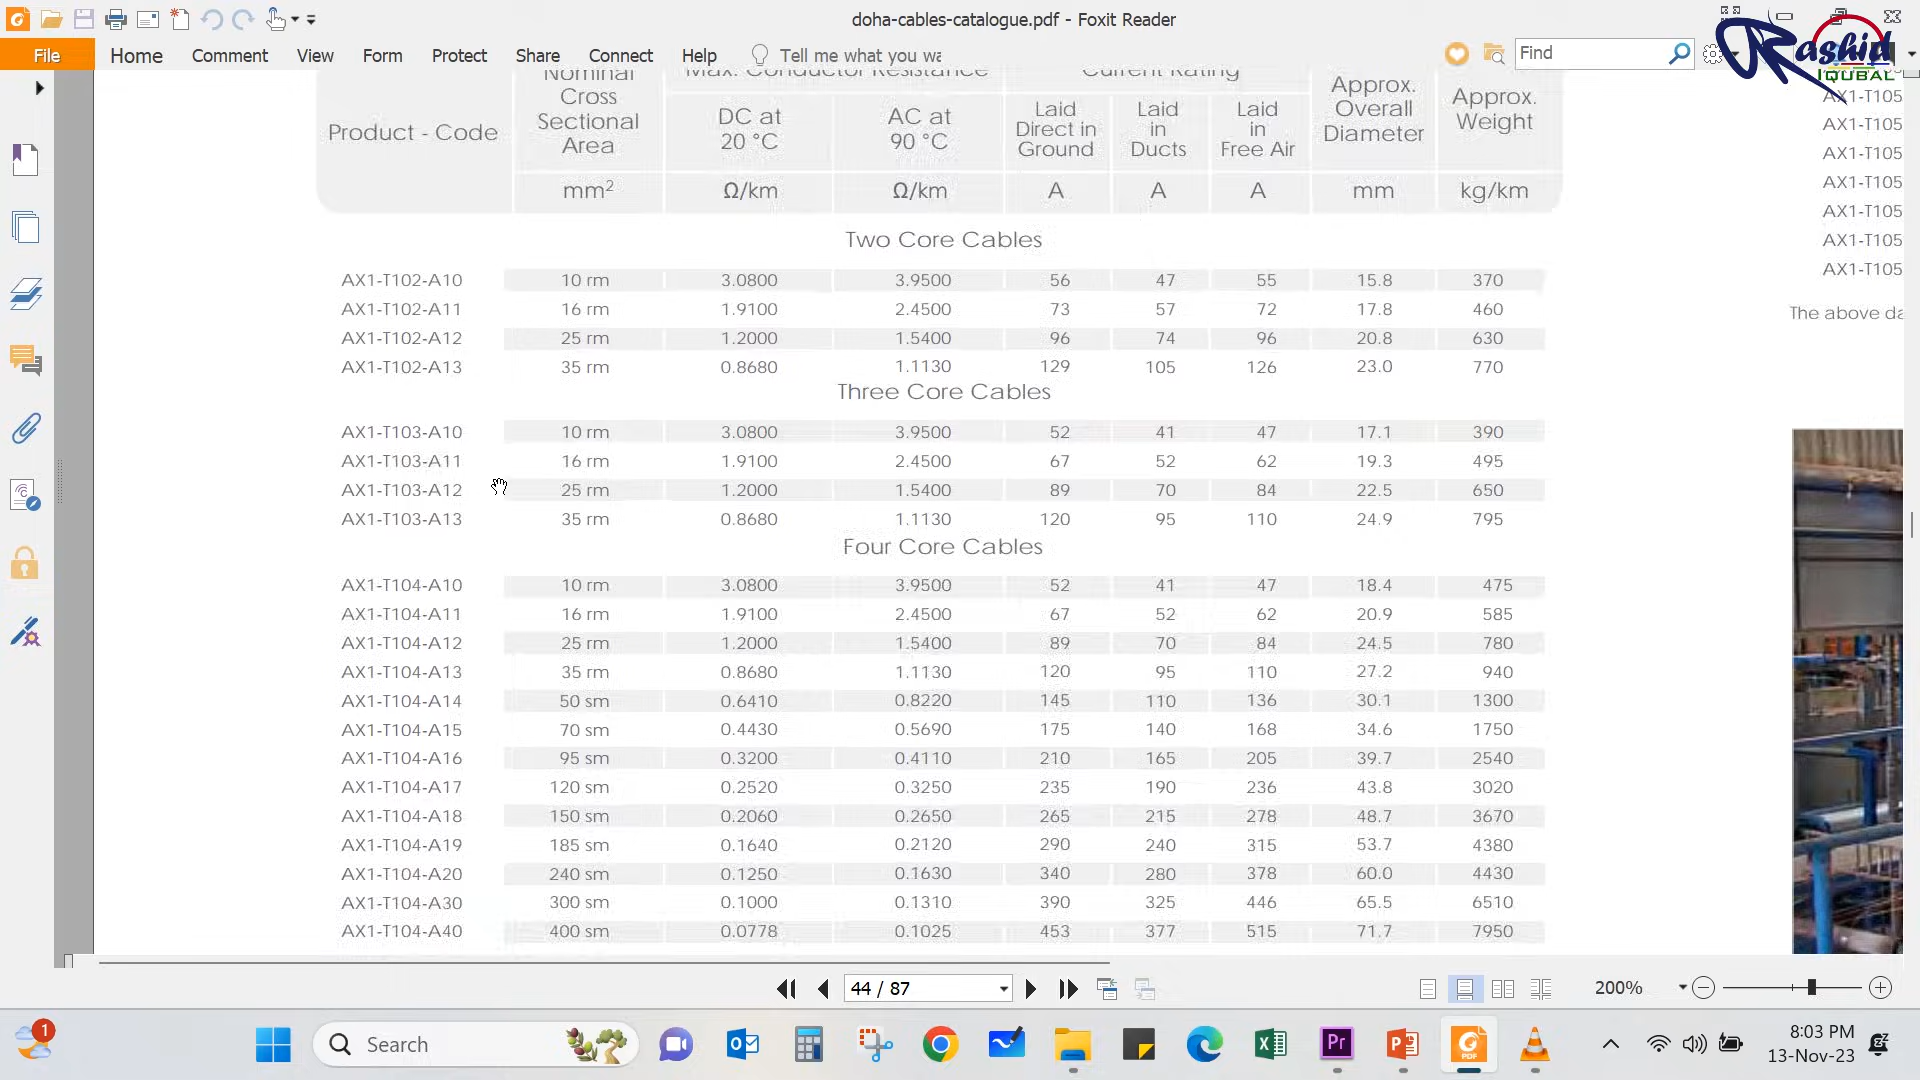 doha-cables-catalogue.pdf - Foxit Reader
File Home Comment View Form Protect Share Connect Help Tell me what you wa Find
Rashid
IQUBAL
Nominal Cross Sectional Area Max. Conductor Resistance Current Rating
Product - Code DC at 20 °C AC at 90 °C Laid Direct in Ground Laid in Ducts Laid in Free Air Approx. Overall Diameter Approx. Weight
mm² Ω/km Ω/km A A A mm kg/km
Two Core Cables
AX1-T102-A10 10 rm 3.0800 3.9500 56 47 55 15.8 370
AX1-T102-A11 16 rm 1.9100 2.4500 73 57 72 17.8 460
AX1-T102-A12 25 rm 1.2000 1.5400 96 74 96 20.8 630
AX1-T102-A13 35 rm 0.8680 1.1130 129 105 126 23.0 770
Three Core Cables
AX1-T103-A10 10 rm 3.0800 3.9500 52 41 47 17.1 390
AX1-T103-A11 16 rm 1.9100 2.4500 67 52 62 19.3 495
AX1-T103-A12 25 rm 1.2000 1.5400 89 70 84 22.5 650
AX1-T103-A13 35 rm 0.8680 1.1130 120 95 110 24.9 795
Four Core Cables
AX1-T104-A10 10 rm 3.0800 3.9500 52 41 47 18.4 475
AX1-T104-A11 16 rm 1.9100 2.4500 67 52 62 20.9 585
AX1-T104-A12 25 rm 1.2000 1.5400 89 70 84 24.5 780
AX1-T104-A13 35 rm 0.8680 1.1130 120 95 110 27.2 940
AX1-T104-A14 50 sm 0.6410 0.8220 145 110 136 30.1 1300
AX1-T104-A15 70 sm 0.4430 0.5690 175 140 168 34.6 1750
AX1-T104-A16 95 sm 0.3200 0.4110 210 165 205 39.7 2540
AX1-T104-A17 120 sm 0.2520 0.3250 235 190 236 43.8 3020
AX1-T104-A18 150 sm 0.2060 0.2650 265 215 278 48.7 3670
AX1-T104-A19 185 sm 0.1640 0.2120 290 240 315 53.7 4380
AX1-T104-A20 240 sm 0.1250 0.1630 340 280 378 60.0 4430
AX1-T104-A30 300 sm 0.1000 0.1310 390 325 446 65.5 6510
AX1-T104-A40 400 sm 0.0778 0.1025 453 377 515 71.7 7950
AX1-T105
AX1-T105
AX1-T105
AX1-T105
AX1-T105
AX1-T105
AX1-T105
The above da
44 / 87
200%
1
Search
8:03 PM
13-Nov-23